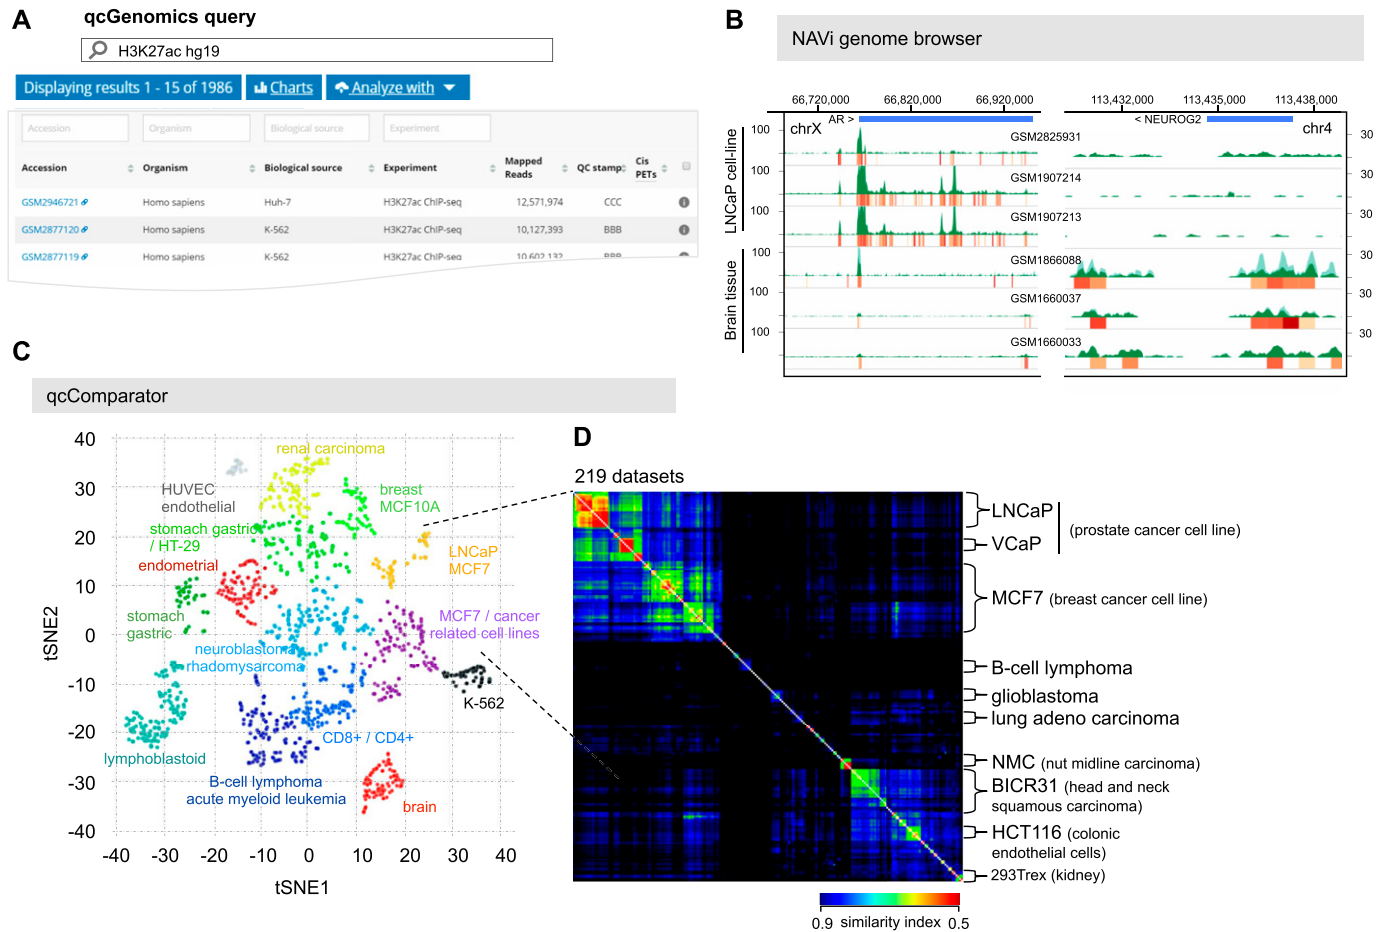 A
qcGenomics query
H3K27ac hg19
Displaying results 1 - 15 of 1986
Charts
Analyze with
Accession
Organism
Biological source
Experiment
Accession
Organism
Biological source
Experiment
Mapped
Reads
QC stamp
Cis
PETs
GSM2946721
Homo sapiens
Huh-7
H3K27ac ChIP-seq
12,571,974
CCC
GSM2877120
Homo sapiens
K-562
H3K27ac ChIP-seq
10,127,393
BBB
GSM2877119
Homo sapiens
K-562
H3K27ac ChIP-seq
10,602,132
BBB
B
NAVi genome browser
66,720,000
66,820,000
66,920,000
113,432,000
113,435,000
113,438,000
AR >
< NEUROG2
chrX
chr4
LNCaP cell-line
Brain tissue
100
100
100
100
100
100
30
30
30
30
30
30
GSM2825931
GSM1907214
GSM1907213
GSM1866088
GSM1660037
GSM1660033
C
qcComparator
40
30
20
10
0
-10
-20
-30
-40
tSNE2
-40
-30
-20
-10
0
10
20
30
40
tSNE1
renal carcinoma
HUVEC
endothelial
breast
MCF10A
stomach gastric
/ HT-29
endometrial
LNCaP
MCF7
stomach
gastric
MCF7 / cancer
related cell lines
neuroblastoma
rhadomysarcoma
K-562
CD8+ / CD4+
lymphoblastoid
B-cell lymphoma
acute myeloid leukemia
brain
D
219 datasets
LNCaP
VCaP
(prostate cancer cell line)
MCF7 (breast cancer cell line)
B-cell lymphoma
glioblastoma
lung adeno carcinoma
NMC (nut midline carcinoma)
BICR31 (head and neck
squamous carcinoma)
HCT116 (colonic
endothelial cells)
293Trex (kidney)
0.9 similarity index 0.5